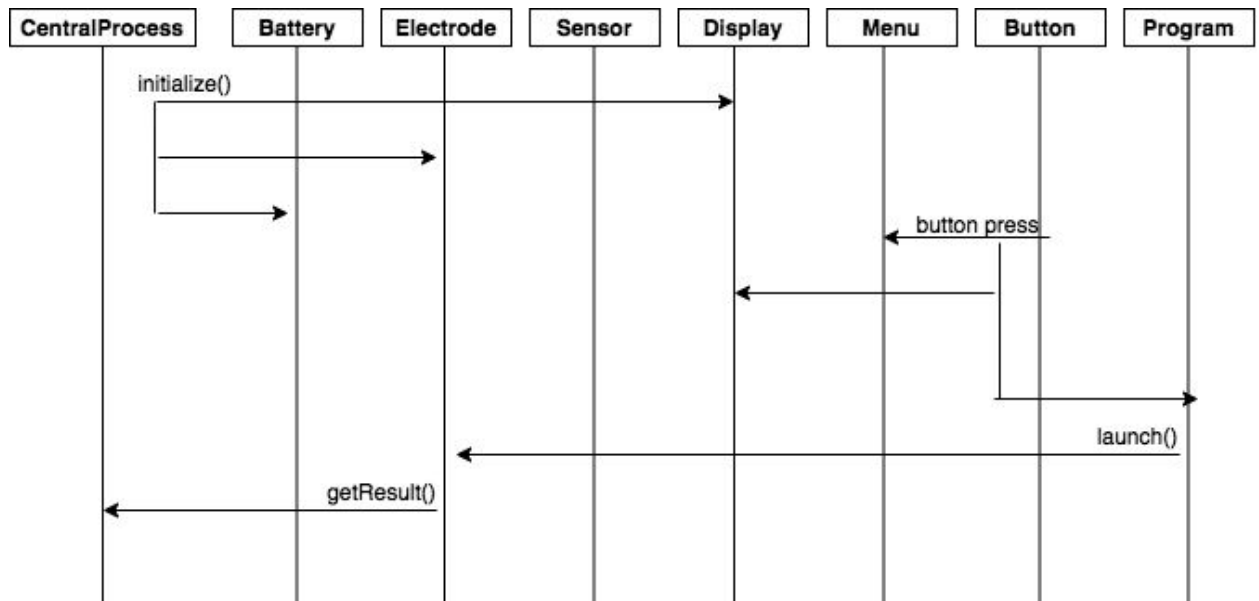 CentralProcess
Battery
Electrode
Sensor
Display
Menu
Button
Program
initialize()
button press
launch()
getResult()